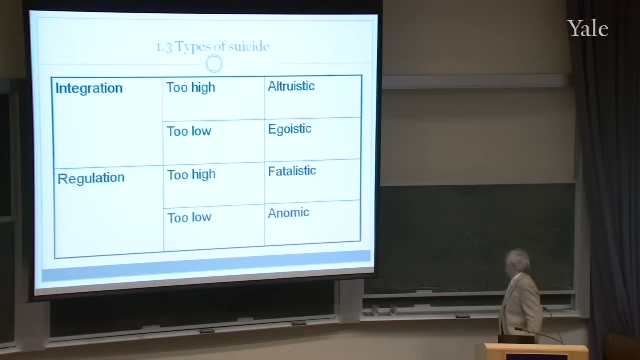 Yale
1.3 Types of suicide
Integration Too high Altruistic
Too low Egoistic
Regulation Too high Fatalistic
Too low Anomic